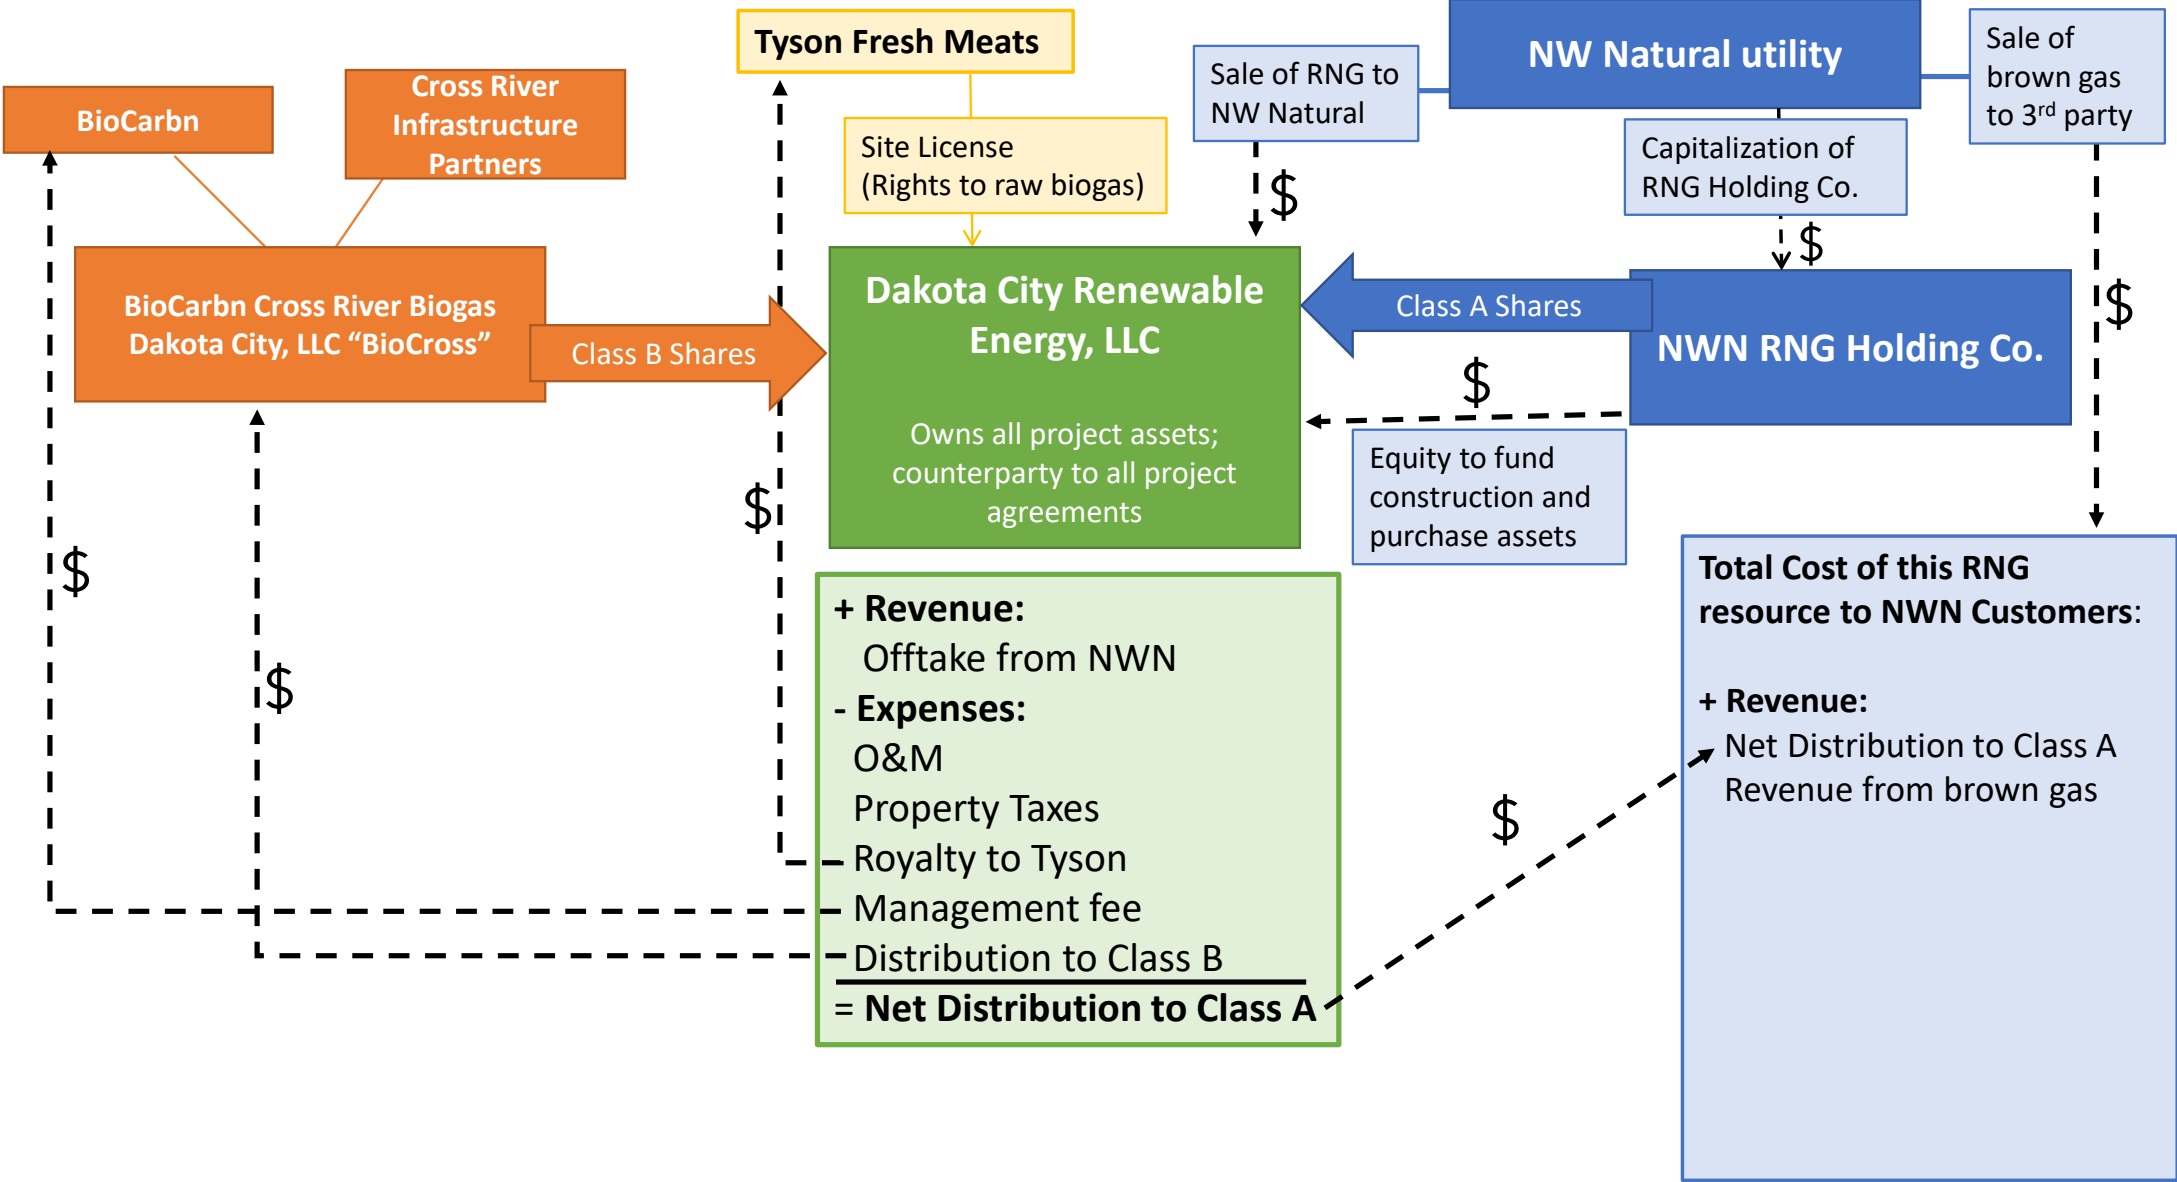 Tyson Fresh Meats
NW Natural utility
Sale of
brown gas
to 3rd party
Sale of RNG to
NW Natural
BioCarbn
Cross River
Infrastructure
Partners
Site License
(Rights to raw biogas)
Capitalization of
RNG Holding Co.
$
$
$
BioCarbn Cross River Biogas
Dakota City, LLC “BioCross”
Class B Shares
Dakota City Renewable
Energy, LLC
Owns all project assets;
counterparty to all project
agreements
Class A Shares
NWN RNG Holding Co.
$
Equity to fund
construction and
purchase assets
$
$
$
+ Revenue:
Offtake from NWN
- Expenses:
O&M
Property Taxes
Royalty to Tyson
Management fee
Distribution to Class B
= Net Distribution to Class A
$
Total Cost of this RNG
resource to NWN Customers:
+ Revenue:
Net Distribution to Class A
Revenue from brown gas